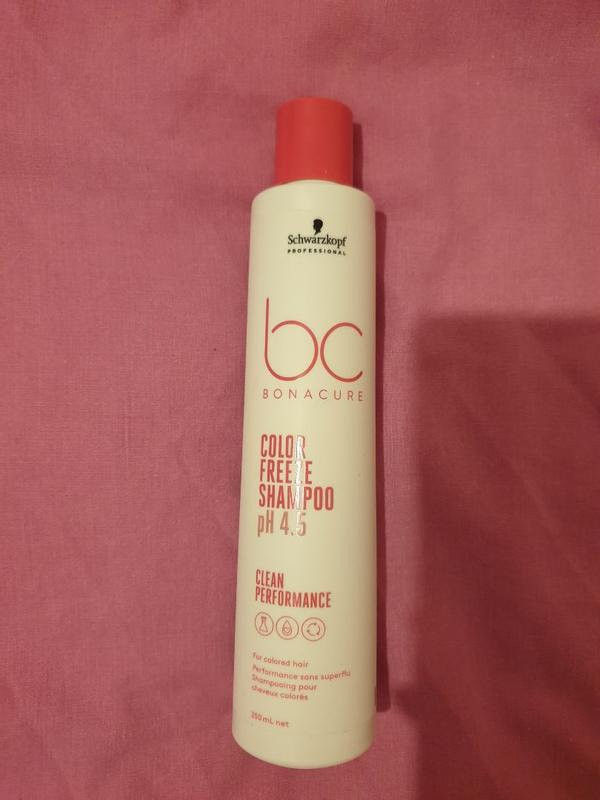 Schwarzkopf
PROFESSIONAL
bc
BONACURE
COLOR
FREEZE
SHAMPOO
pH 4.5
CLEAN
PERFORMANCE
For colored hair
Performance sans superflu
Shampooing pour
cheveux colorés
250 mL net